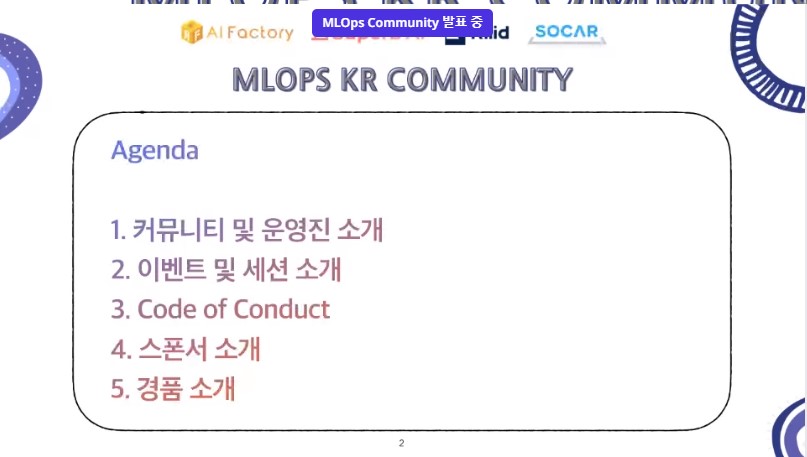 MLOps Community 발표 중
AI Factory
SOCAR
MLOPS KR COMMUNITY
Agenda
1. 커뮤니티 및 운영진 소개
2. 이벤트 및 세션 소개
3. Code of Conduct
4. 스폰서 소개
5. 경품 소개
2